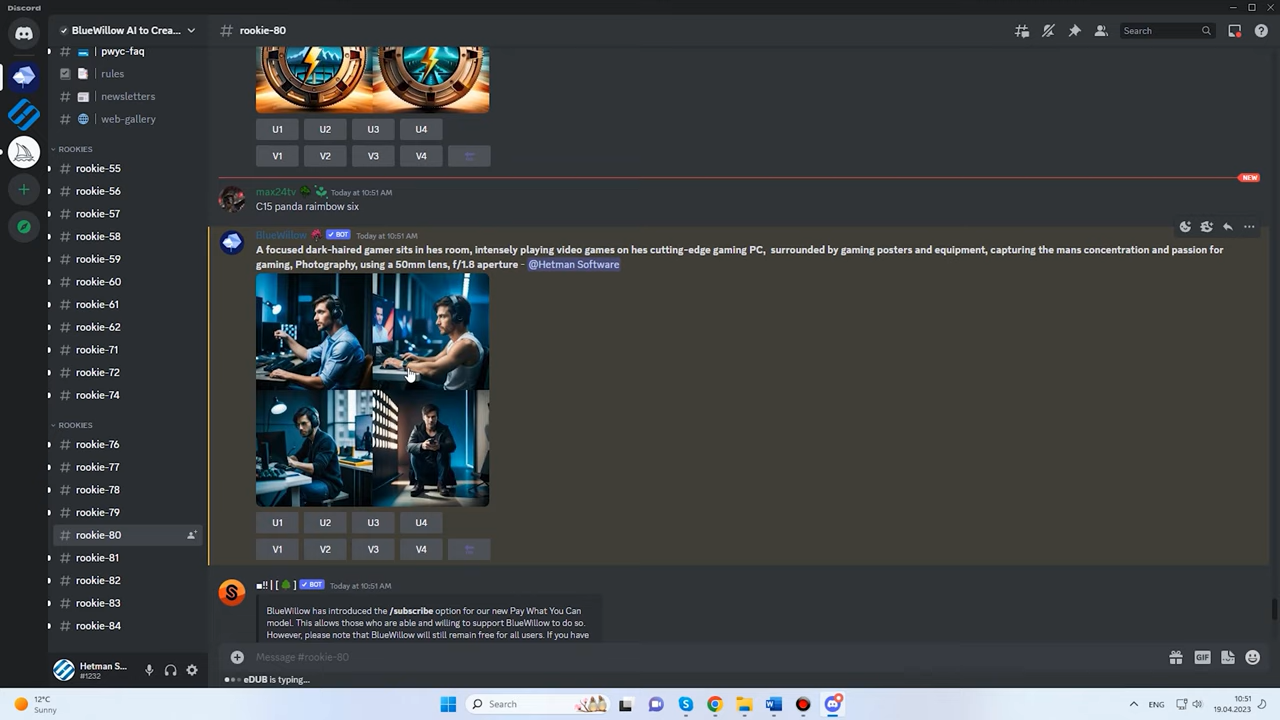 Discord
BlueWillow AI to Crea...
rookie-80
Search
pwyc-faq
rules
newsletters
web-gallery
ROOKIES
rookie-55
rookie-56
rookie-57
rookie-58
rookie-59
rookie-60
rookie-61
rookie-62
rookie-71
rookie-72
rookie-74
ROOKIES
rookie-76
rookie-77
rookie-78
rookie-79
rookie-80
rookie-81
rookie-82
rookie-83
rookie-84
Hetman S...
#1232
U1 U2 U3 U4
V1 V2 V3 V4
NEW
max24tv Today at 10:51 AM
C15 panda raimbow six
BlueWillow BOT Today at 10:51 AM
A focused dark-haired gamer sits in hes room, intensely playing video games on hes cutting-edge gaming PC, surrounded by gaming posters and equipment, capturing the mans concentration and passion for
gaming, Photography, using a 50mm lens, f/1.8 aperture - @Hetman Software
U1 U2 U3 U4
V1 V2 V3 V4
BOT Today at 10:51 AM
BlueWillow has introduced the /subscribe option for our new Pay What You Can
model. This allows those who are able and willing to support BlueWillow to do so.
However, please note that BlueWillow will still remain free for all users. If you have
Message #rookie-80
GIF
eDUB is typing...
12°C
Sunny
Search
ENG
10:51
19.04.2023